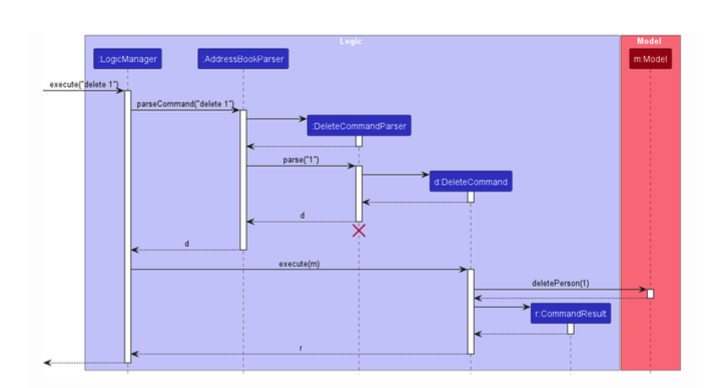 Logic
Model
:LogicManager
:AddressBookParser
m:Model
execute("delete 1")
parseCommand("delete 1")
:DeleteCommandParser
parse("1")
d:DeleteCommand
d
d
execute(m)
deletePerson(1)
r:CommandResult
r